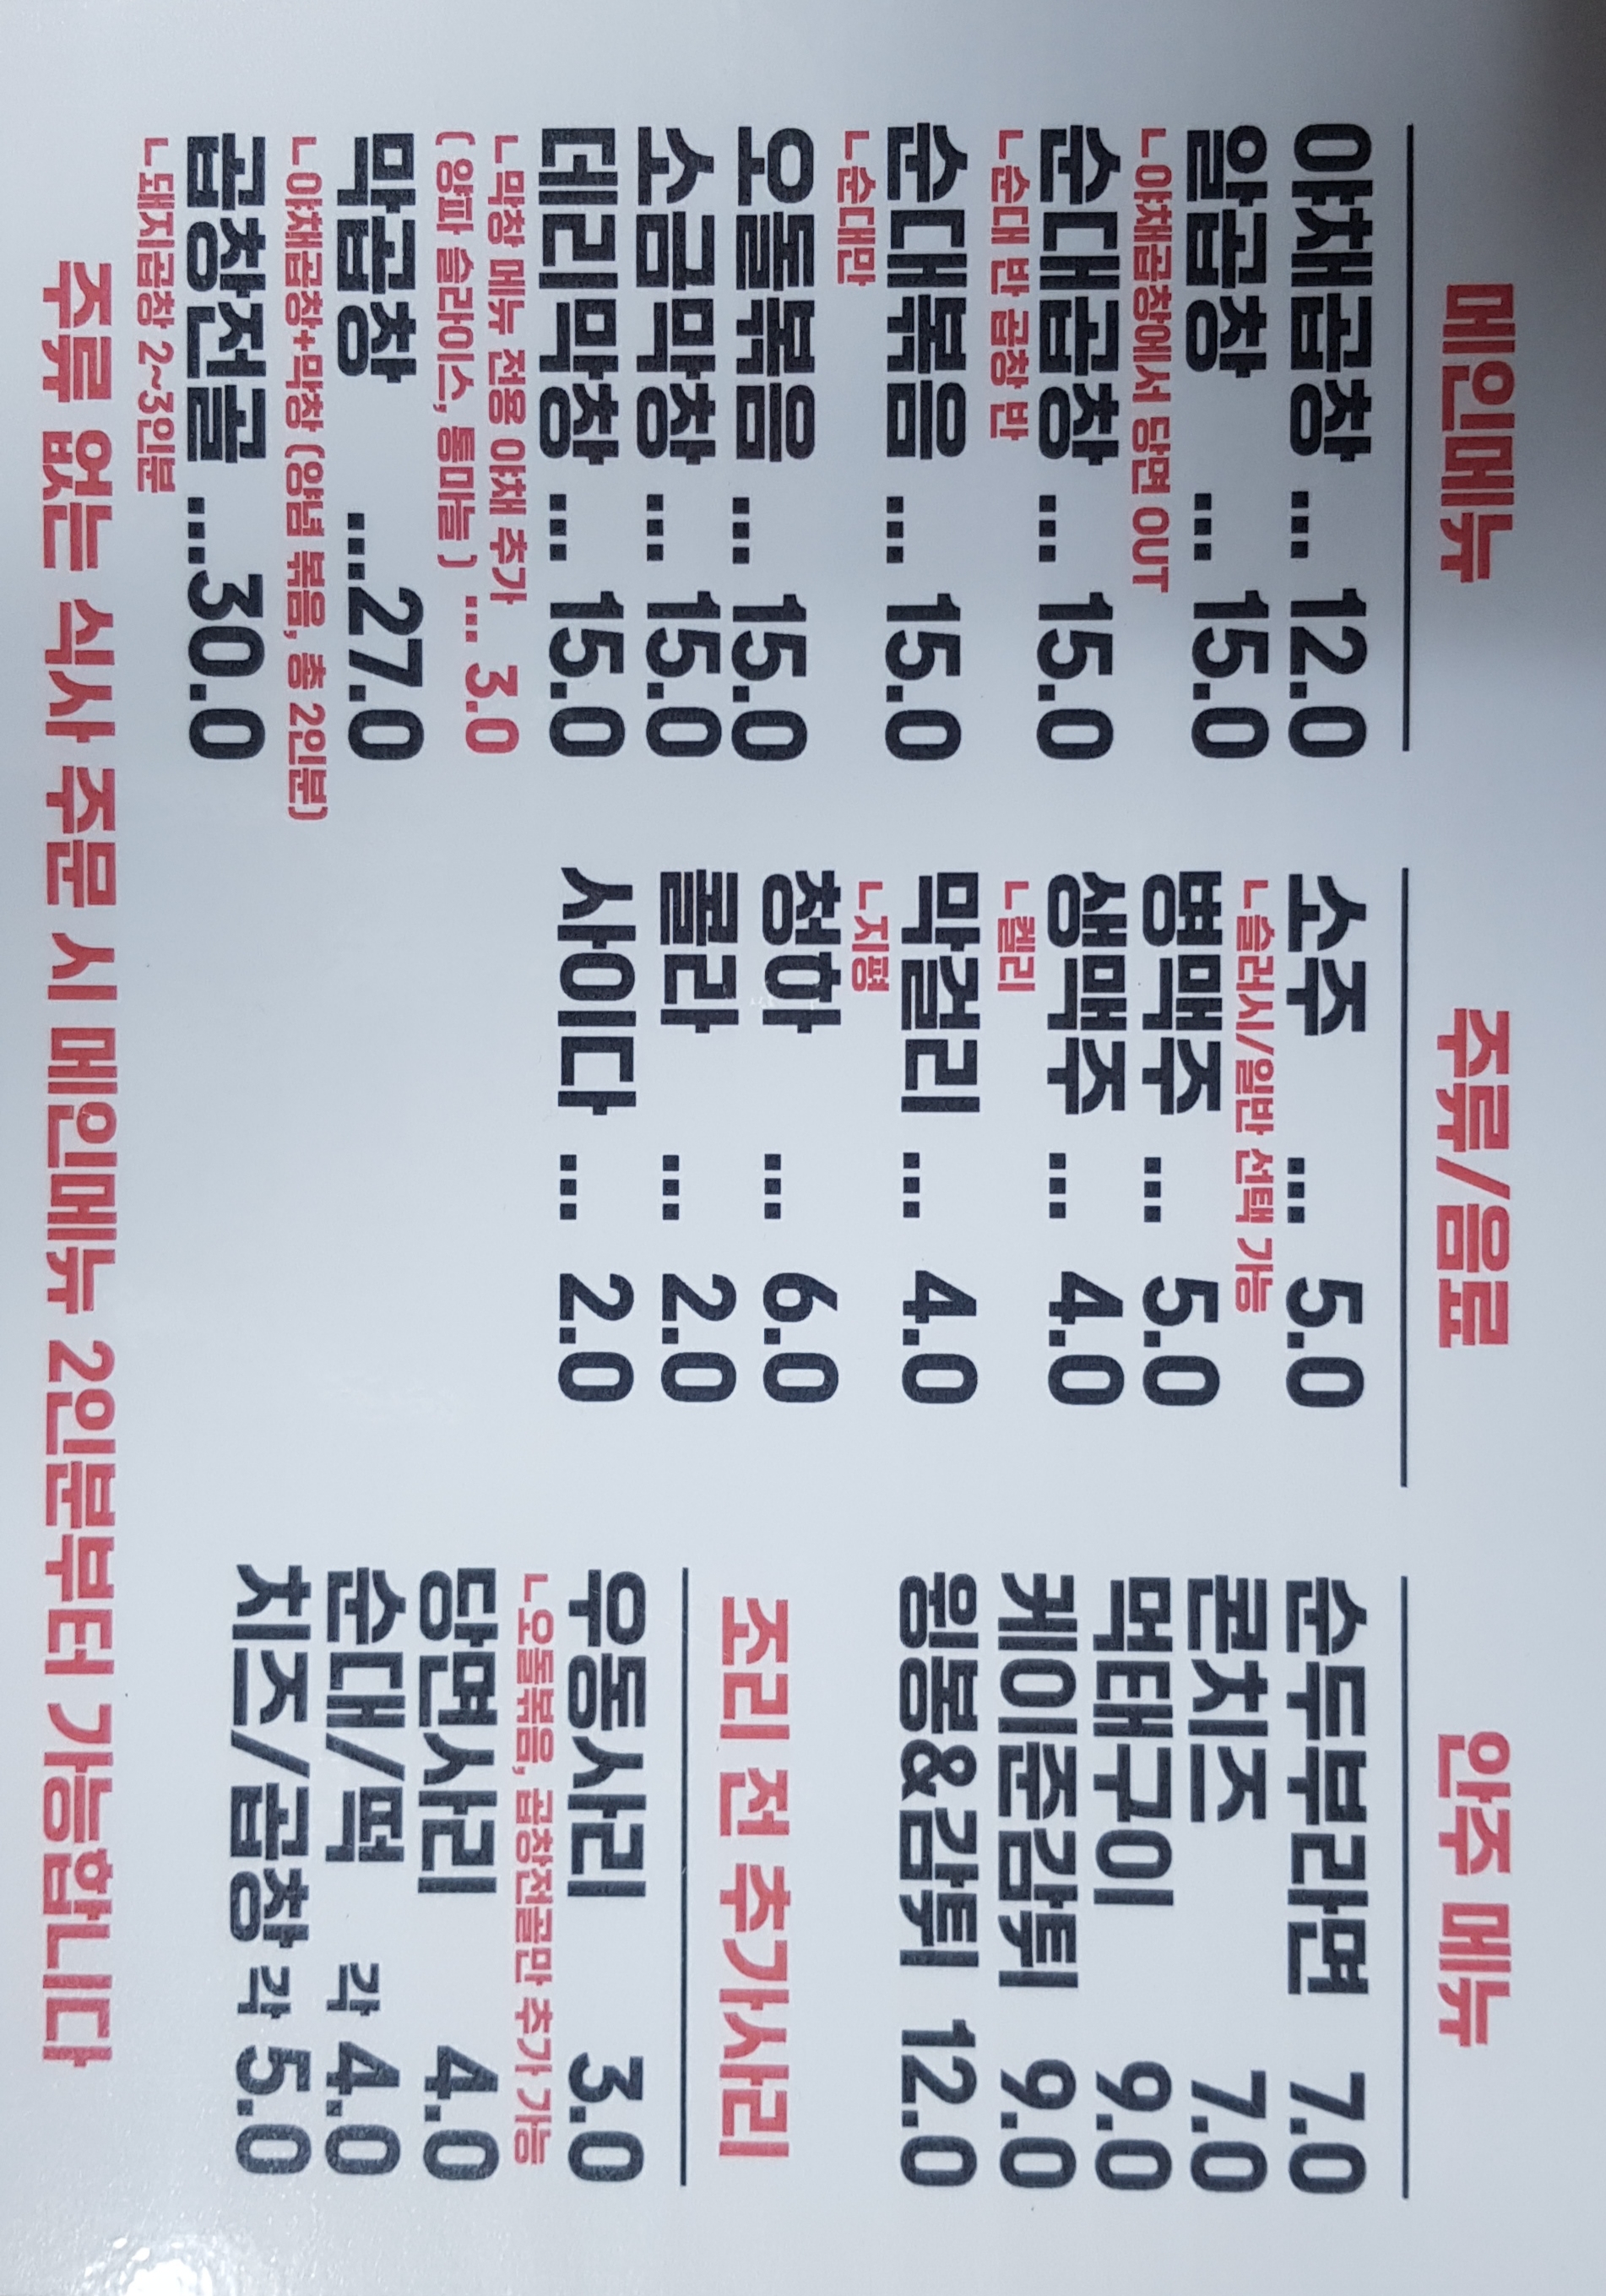 메인메뉴
야채곱창 ... 12.0
알곱창 ... 15.0
ㄴ야채곱창에서 당면 OUT
순대곱창 ... 15.0
ㄴ순대 반 곱창 반
순대볶음 ... 15.0
ㄴ순대만
오돌볶음 ... 15.0
소금막창 ... 15.0
데리막창 ... 15.0
ㄴ막창 메뉴 전용 야채 추가 ... 3.0
( 양파 슬라이스, 통마늘 )
막곱창 ...27.0
ㄴ야채곱창+막창 (양념 볶음, 총 2인분)
곱창전골 ...30.0
ㄴ돼지곱창 2~3인분
주류/음료
소주 ... 5.0
ㄴ슬러시/일반 선택 가능
병맥주 ... 5.0
생맥주 ... 4.0
ㄴ켈리
막걸리 ... 4.0
ㄴ지평
청하 ... 6.0
콜라 ... 2.0
사이다 ... 2.0
안주 메뉴
순두부라면 7.0
콘치즈 7.0
먹태구이 9.0
케이준감튀 9.0
윙봉&감튀 12.0
조리 전 추가사리
우동사리 3.0
ㄴ오돌볶음, 곱창전골만 추가 가능
당면사리 4.0
순대/떡 각 4.0
치즈/곱창 각 5.0
주류 없는 식사 주문 시 메인메뉴 2인분부터 가능합니다